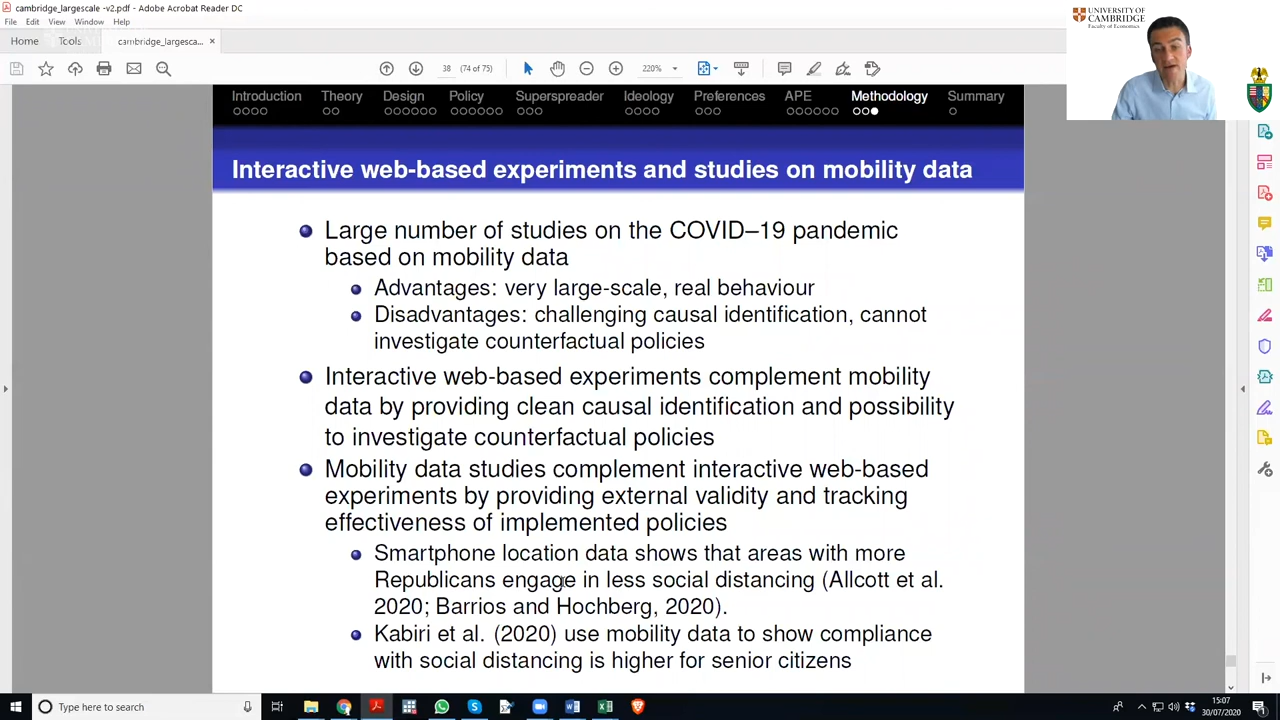 cambridge_largescale -v2.pdf - Adobe Acrobat Reader DC
File Edit View Window Help
Home Tools cambridge_largesca... ×
38 (74 of 75) 220%
UNIVERSITY OF
CAMBRIDGE
Faculty of Economics
Introduction Theory Design Policy Superspreader Ideology Preferences APE Methodology Summary
Interactive web-based experiments and studies on mobility data
Large number of studies on the COVID–19 pandemic
based on mobility data
Advantages: very large-scale, real behaviour
Disadvantages: challenging causal identification, cannot
investigate counterfactual policies
Interactive web-based experiments complement mobility
data by providing clean causal identification and possibility
to investigate counterfactual policies
Mobility data studies complement interactive web-based
experiments by providing external validity and tracking
effectiveness of implemented policies
Smartphone location data shows that areas with more
Republicans engage in less social distancing (Allcott et al.
2020; Barrios and Hochberg, 2020).
Kabiri et al. (2020) use mobility data to show compliance
with social distancing is higher for senior citizens
Type here to search
15:07
30/07/2020